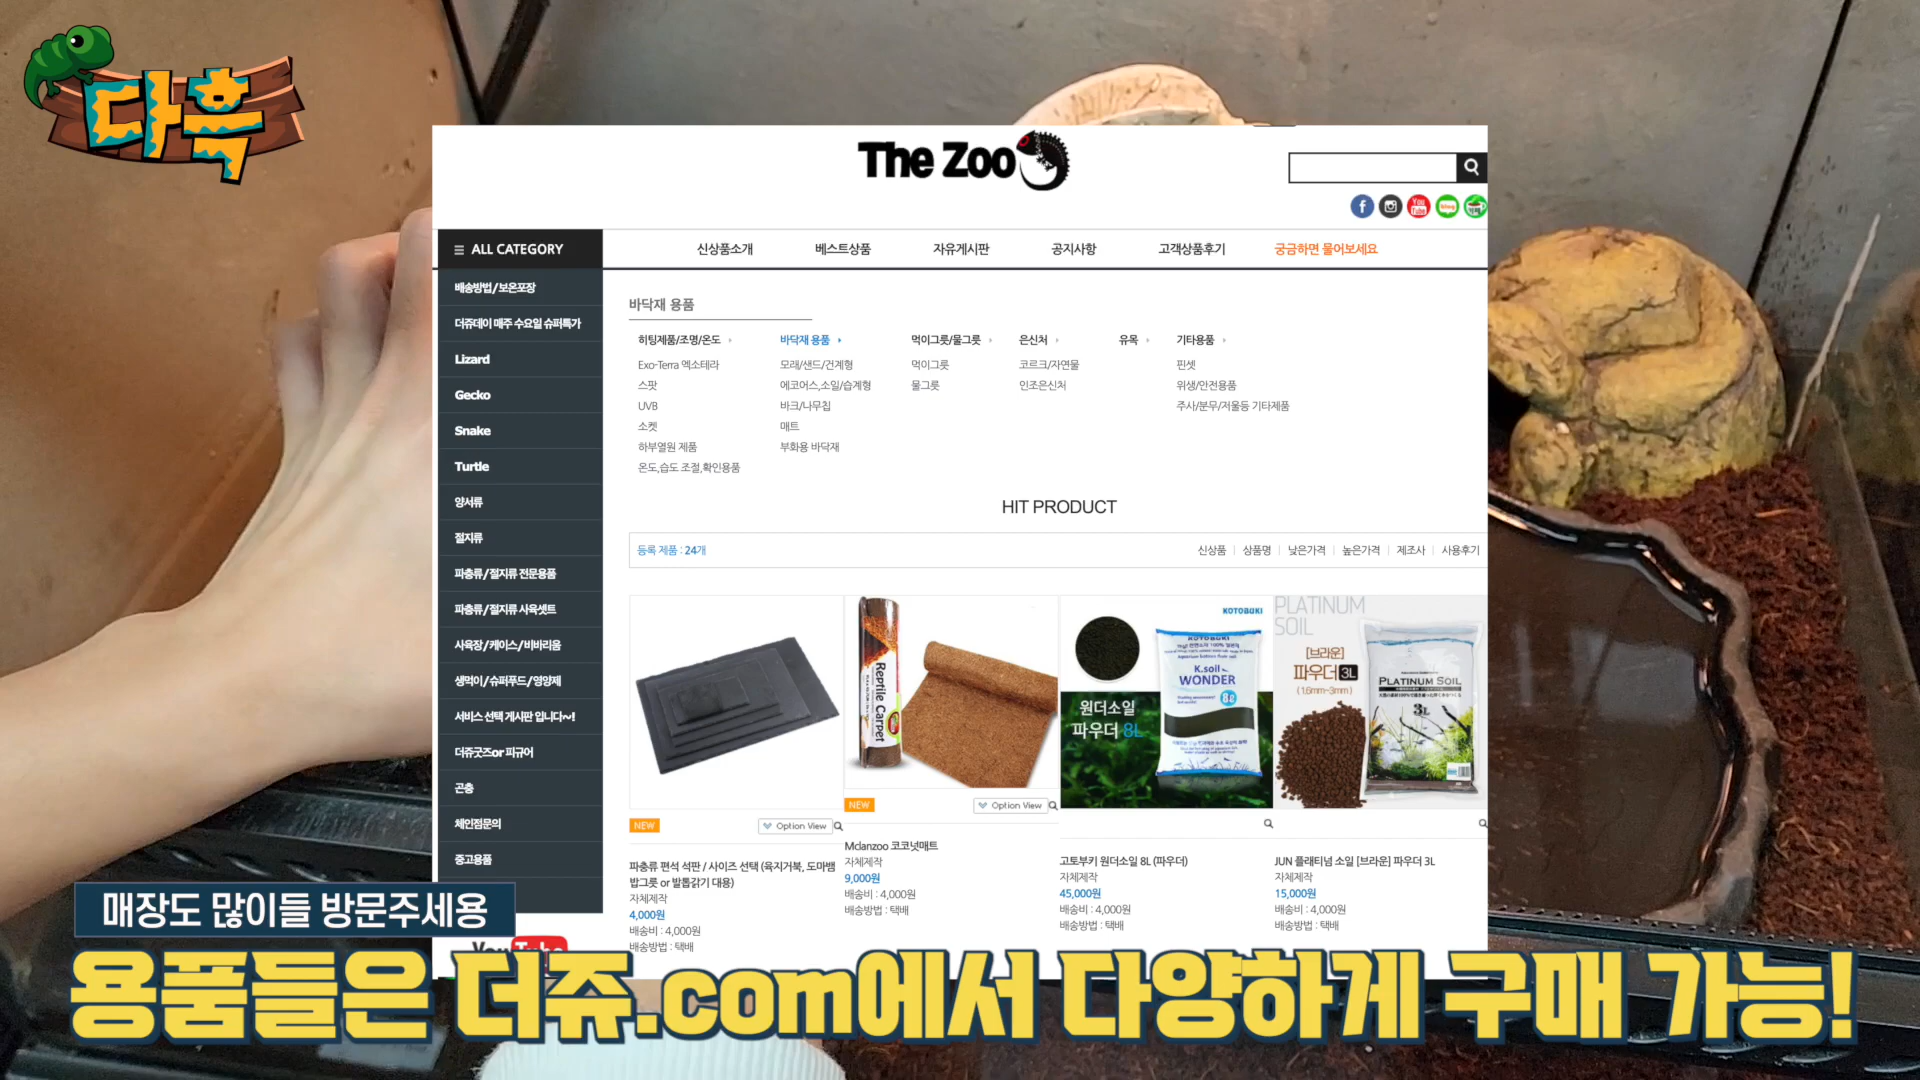 다흑
The Zoo
ALL CATEGORY
신상품소개
베스트상품
자유게시판
공지사항
고객상품후기
궁금하면 물어보세요
배송방법/보온포장
더쥬데이 매주 수요일 슈퍼특가
Lizard
Gecko
Snake
Turtle
양서류
절지류
파충류/절지류 전문용품
파충류/절지류 사육셋트
사육장/케이스/비바리움
생먹이/슈퍼푸드/영양제
서비스 선택 게시판 입니다~!
더쥬굿즈or 피규어
곤충
체인점문의
중고용품
바닥재 용품
히팅제품/조명/온도
Exo-Terra 엑소테라
스팟
UVB
소켓
하부열원 제품
온도,습도 조절,확인용품
바닥재 용품
모래/샌드/건계형
에코어스,소일/습계형
바크/나무칩
매트
부화용 바닥재
먹이그릇/물그릇
먹이그릇
물그릇
은신처
코르크/자연물
인조은신처
유목
기타용품
핀셋
위생/안전용품
주사/분무/저울등 기타제품
HIT PRODUCT
등록 제품 : 24개
신상품
상품명
낮은가격
높은가격
제조사
사용후기
NEW
Option View
파충류 편석 석판 / 사이즈 선택 (육지거북, 도마뱀
밥그릇 or 발톱갉기 대용)
자체제작
4,000원
배송비 : 4,000원
배송방법 : 택배
Reptile Carpet
NEW
Option View
Mclanzoo 코코넛매트
자체제작
9,000원
배송비 : 4,000원
배송방법 : 택배
KOTOBUKI
KOTOBUKI
K.soil
WONDER
8ℓ
원더소일
파우더 8L
고토부키 원더소일 8L (파우더)
자체제작
45,000원
배송비 : 4,000원
배송방법 : 택배
PLATINUM
SOIL
[브라운]
파우더 3L
(1.6mm~3mm)
PLATINUM SOIL
3L
JUN 플래티넘 소일 [브라운] 파우더 3L
자체제작
15,000원
배송비 : 4,000원
배송방법 : 택배
YouTube
매장도 많이들 방문주세용
용품들은 더쥬.com에서 다양하게 구매 가능!